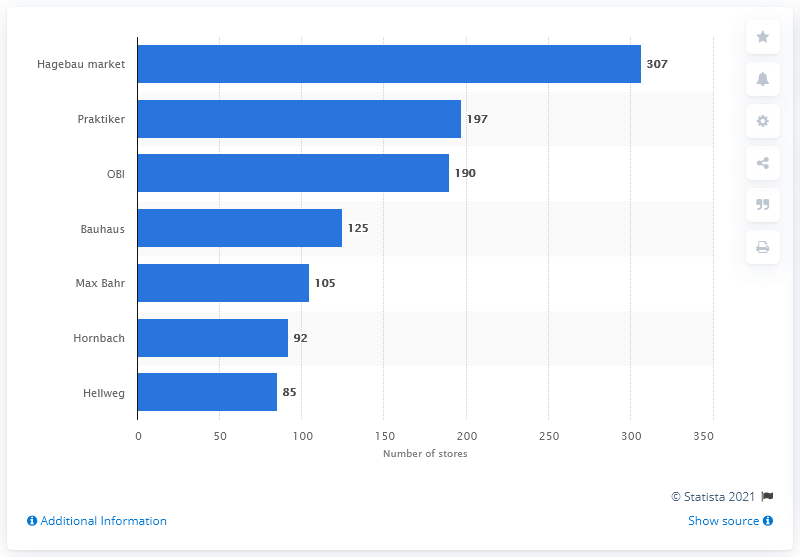 Hagebau market 307
Praktiker 197
OBI 190
Bauhaus 125
Max Bahr 105
Hornbach 92
Hellweg 85
0 50 100 150 200 250 300 350
Number of stores
© Statista 2021
Additional Information Show source